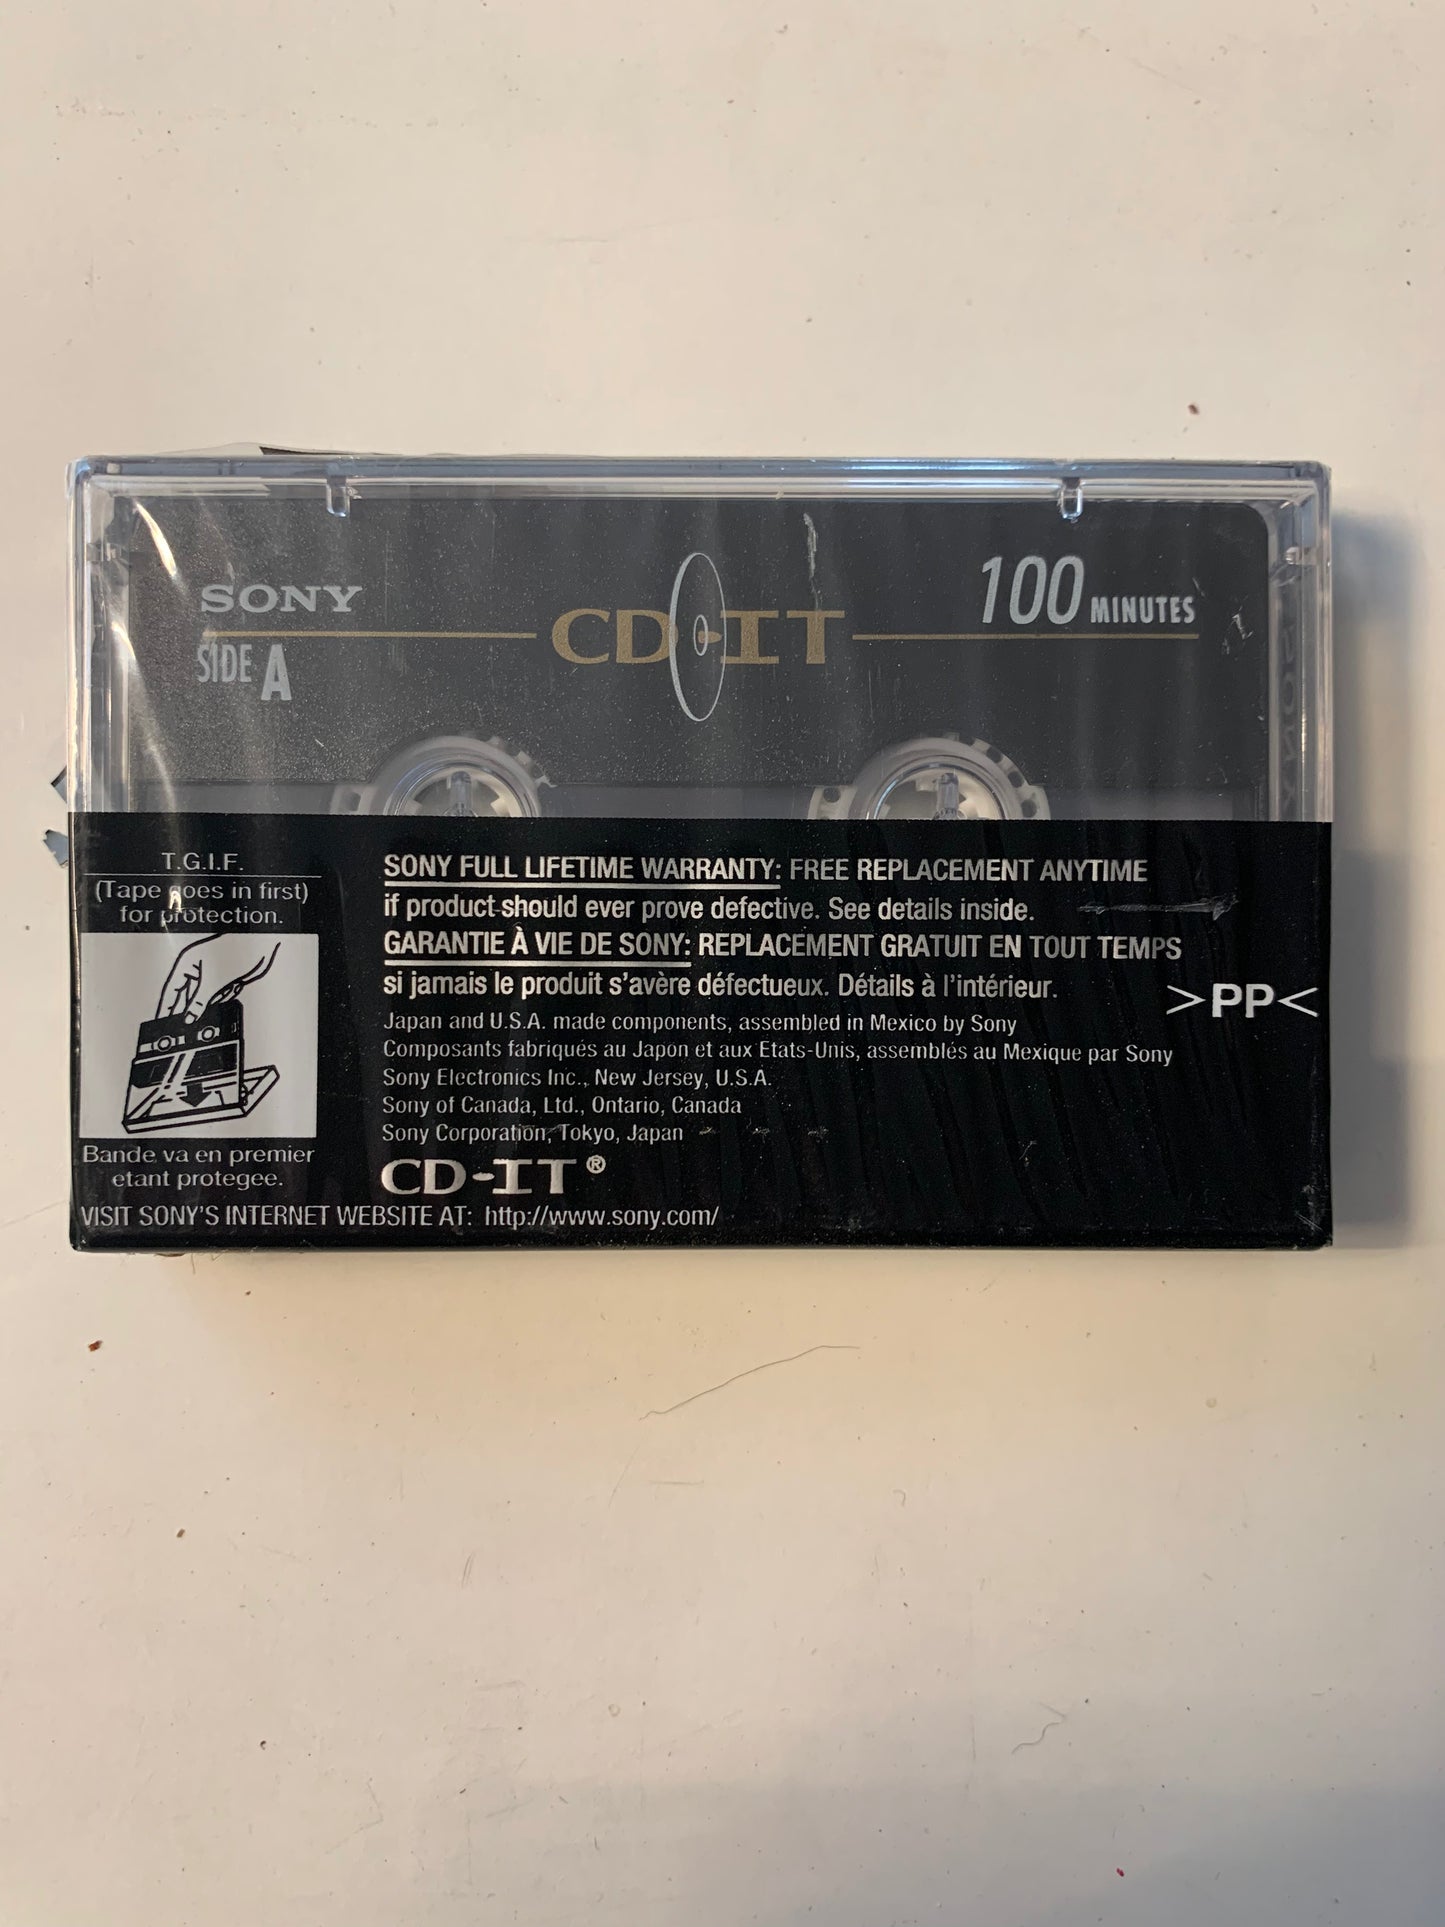 SONY
SIDE A
CD-IT
100 MINUTES
T.G.I.F.
(Tape goes in first)
for protection.
Bande va en premier
etant protegee.
SONY FULL LIFETIME WARRANTY: FREE REPLACEMENT ANYTIME
if product should ever prove defective. See details inside.
GARANTIE À VIE DE SONY: REPLACEMENT GRATUIT EN TOUT TEMPS
si jamais le produit s'avère défectueux. Détails à l'intérieur.
Japan and U.S.A. made components, assembled in Mexico by Sony
Composants fabriqués au Japon et aux Etats-Unis, assemblés au Mexique par Sony
Sony Electronics Inc., New Jersey, U.S.A.
Sony of Canada, Ltd., Ontario, Canada
Sony Corporation, Tokyo, Japan
CD-IT®
>PP<
VISIT SONY'S INTERNET WEBSITE AT: http://www.sony.com/